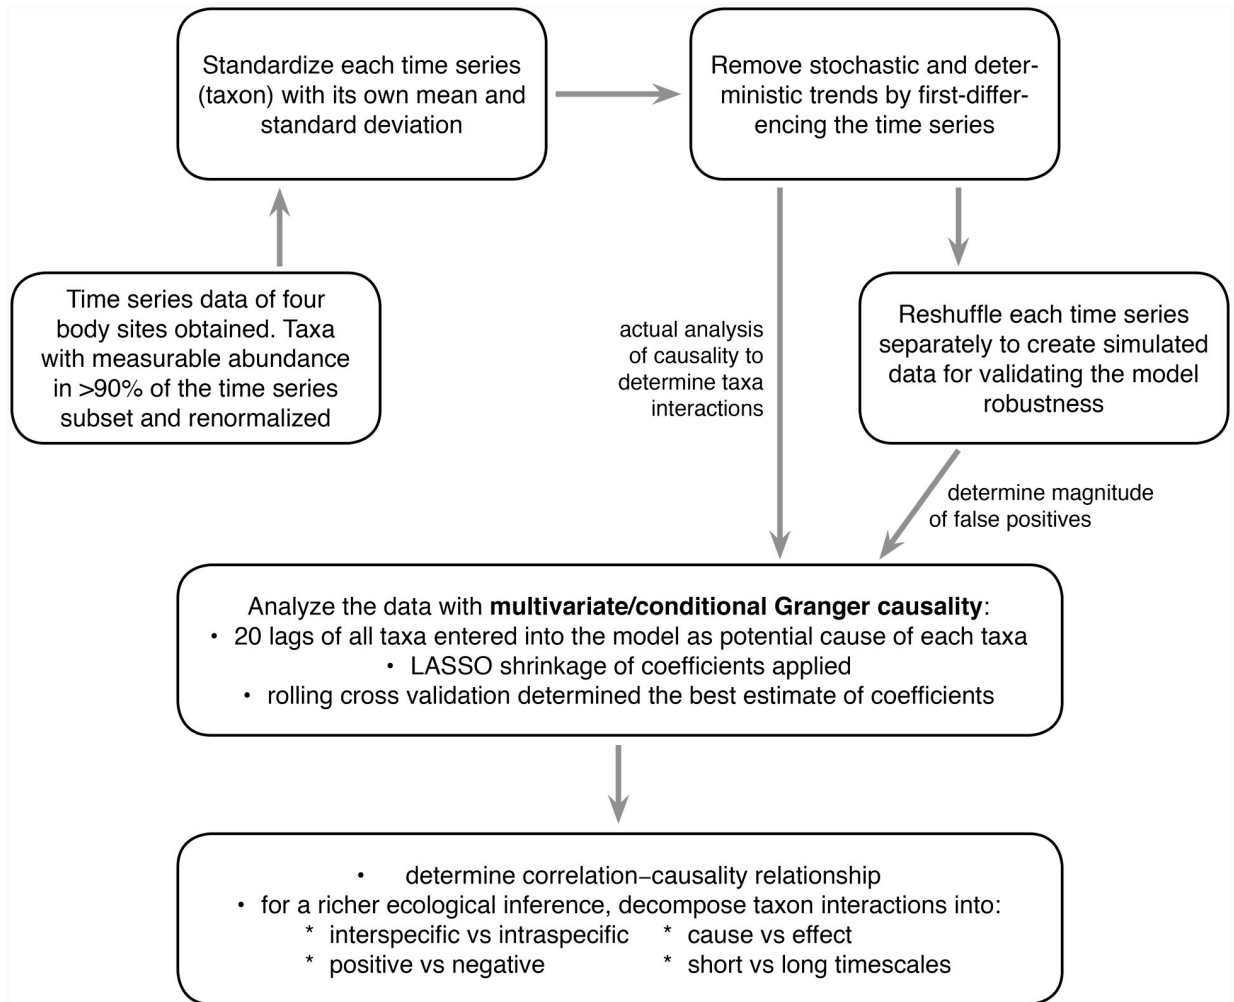 Standardize each time series
(taxon) with its own mean and
standard deviation
Remove stochastic and deter-
ministic trends by first-differ-
encing the time series
Time series data of four
body sites obtained. Taxa
with measurable abundance
in >90% of the time series
subset and renormalized
actual analysis
of causality to
determine taxa
interactions
Reshuffle each time series
separately to create simulated
data for validating the model
robustness
determine magnitude
of false positives
Analyze the data with multivariate/conditional Granger causality:
• 20 lags of all taxa entered into the model as potential cause of each taxa
• LASSO shrinkage of coefficients applied
• rolling cross validation determined the best estimate of coefficients
• determine correlation–causality relationship
• for a richer ecological inference, decompose taxon interactions into:
* interspecific vs intraspecific * cause vs effect
* positive vs negative * short vs long timescales